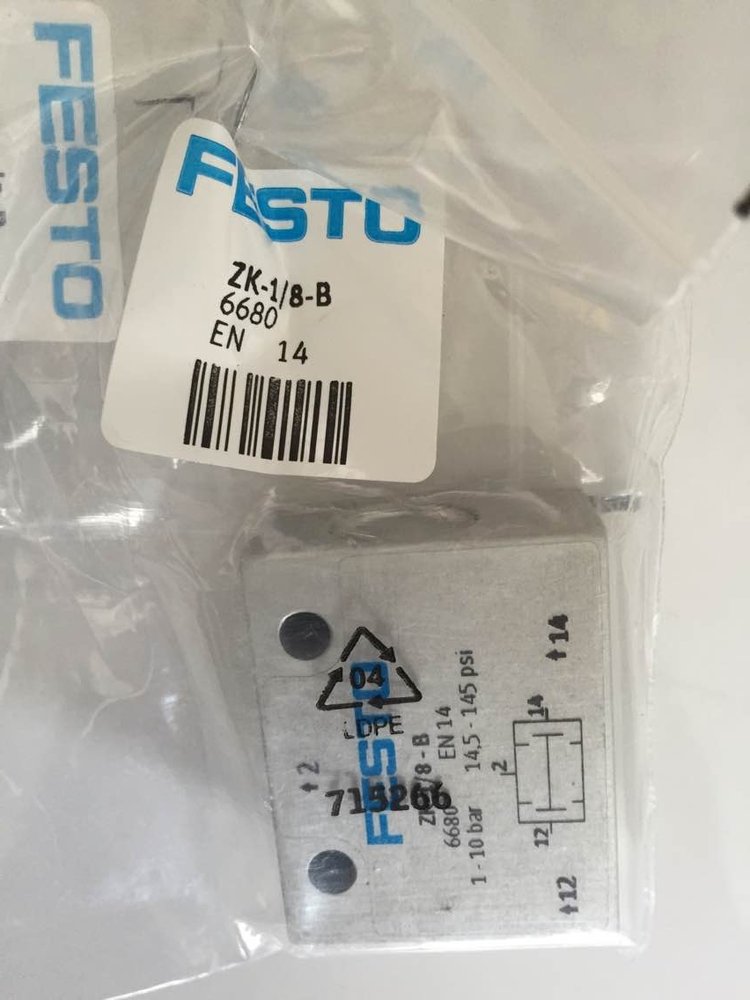 FESTO
FESTO
ZK-1/8-B
6680
EN 14
04
LDPE
715266
FESTO
ZK-1/8-B
6680 EN 14
1-10 bar 14,5-145 psi
2
14
2
14
12
12